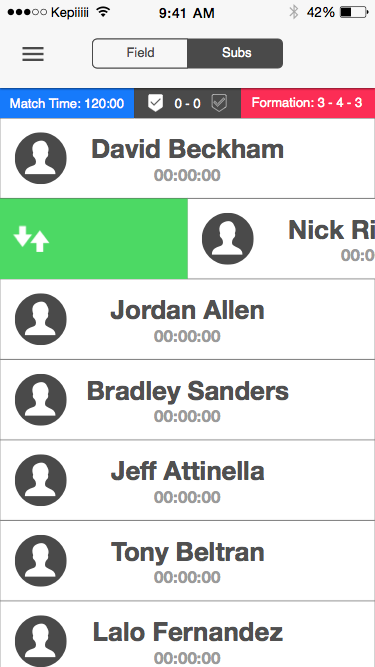 Kepiiiii 9:41 AM 42%
Field Subs
Match Time: 120:00 0 - 0 Formation: 3 - 4 - 3
David Beckham
00:00:00
Nick Ri
00:0
Jordan Allen
00:00:00
Bradley Sanders
00:00:00
Jeff Attinella
00:00:00
Tony Beltran
00:00:00
Lalo Fernandez
00:00:00